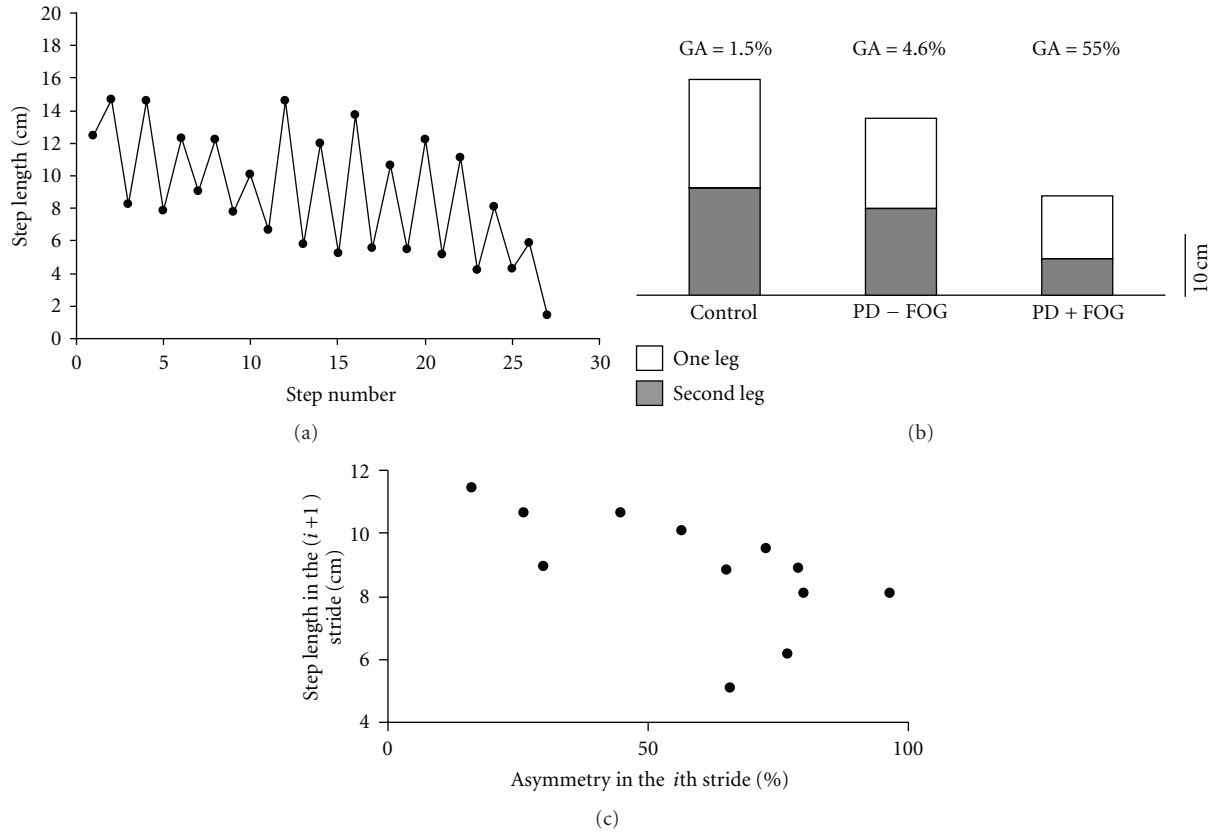 20
18
16
14
12
10
8
6
4
2
0
Step length (cm)
0 5 10 15 20 25 30
Step number
(a)
GA = 1.5% GA = 4.6% GA = 55%
10 cm
Control PD − FOG PD + FOG
One leg
Second leg
(b)
12
10
8
6
4
Step length in the (i+1)
stride (cm)
0 50 100
Asymmetry in the ith stride (%)
(c)